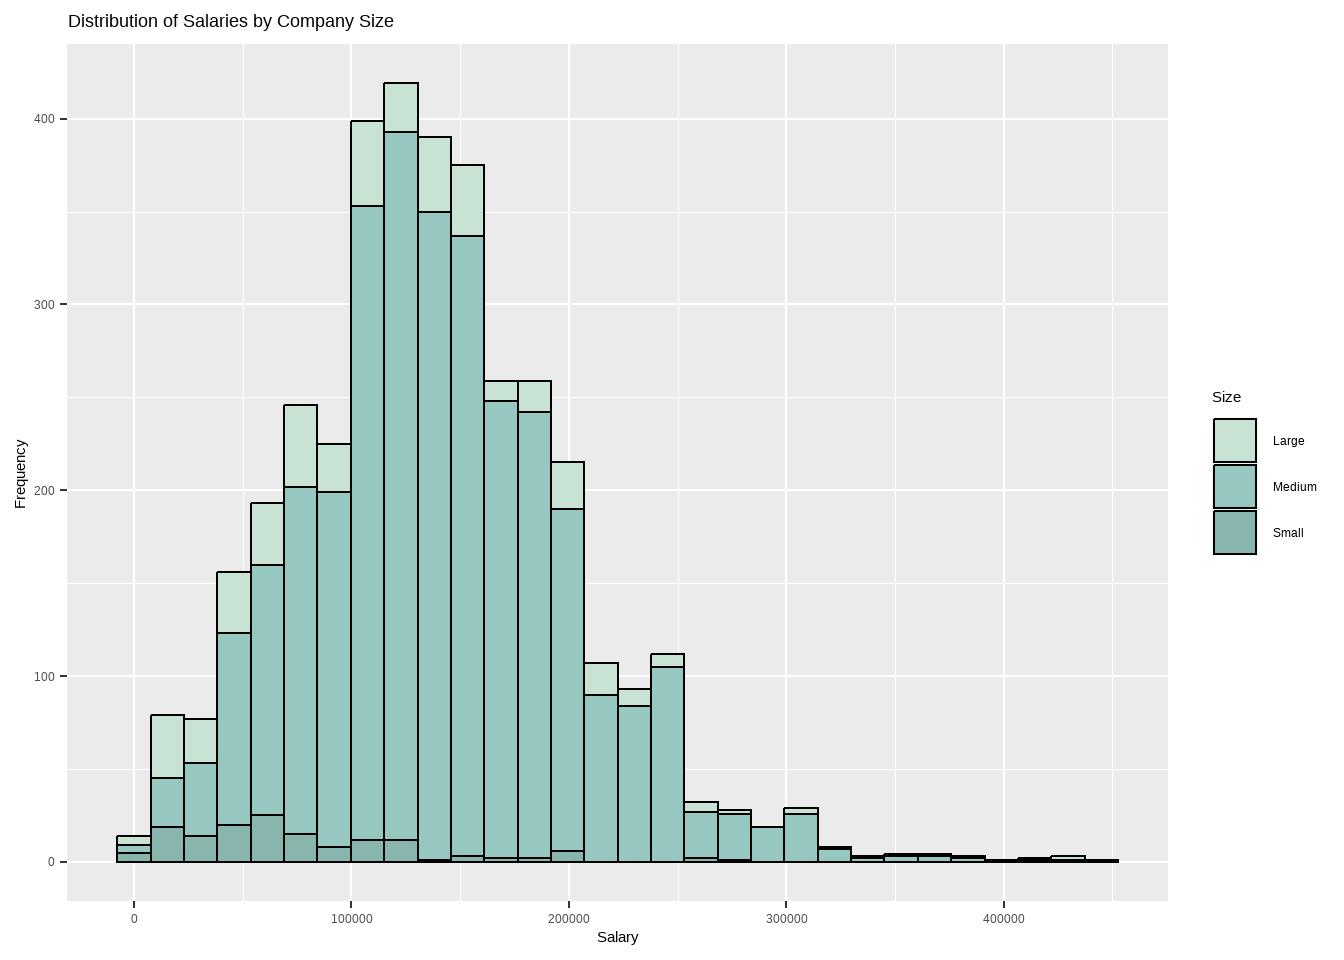 Distribution of Salaries by Company Size
Frequency
400
300
200
100
0
0 100000 200000 300000 400000
Salary
Size
Large
Medium
Small